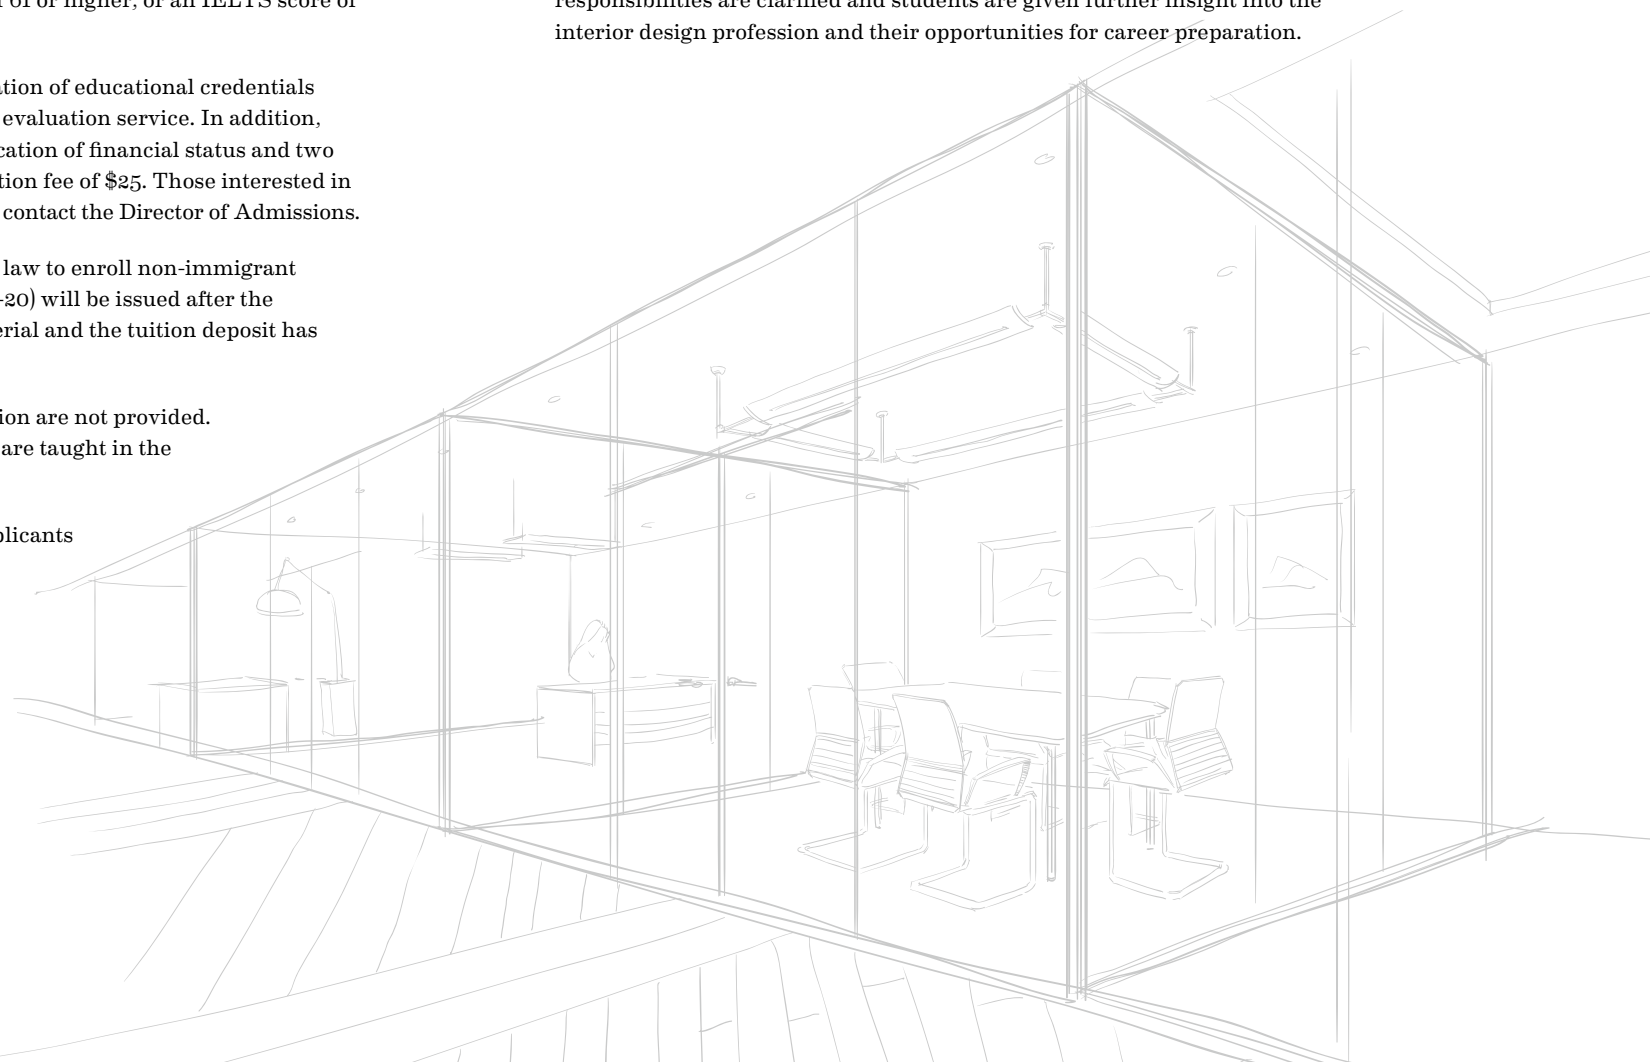 of 61 or higher, or an IELTS score of
ation of educational credentials
evaluation service. In addition,
cation of financial status and two
tion fee of $25. Those interested in
contact the Director of Admissions.
law to enroll non-immigrant
-20) will be issued after the
erial and the tuition deposit has
ion are not provided.
are taught in the
plicants
responsibilities are clarified and students are given further insight into the
interior design profession and their opportunities for career preparation.